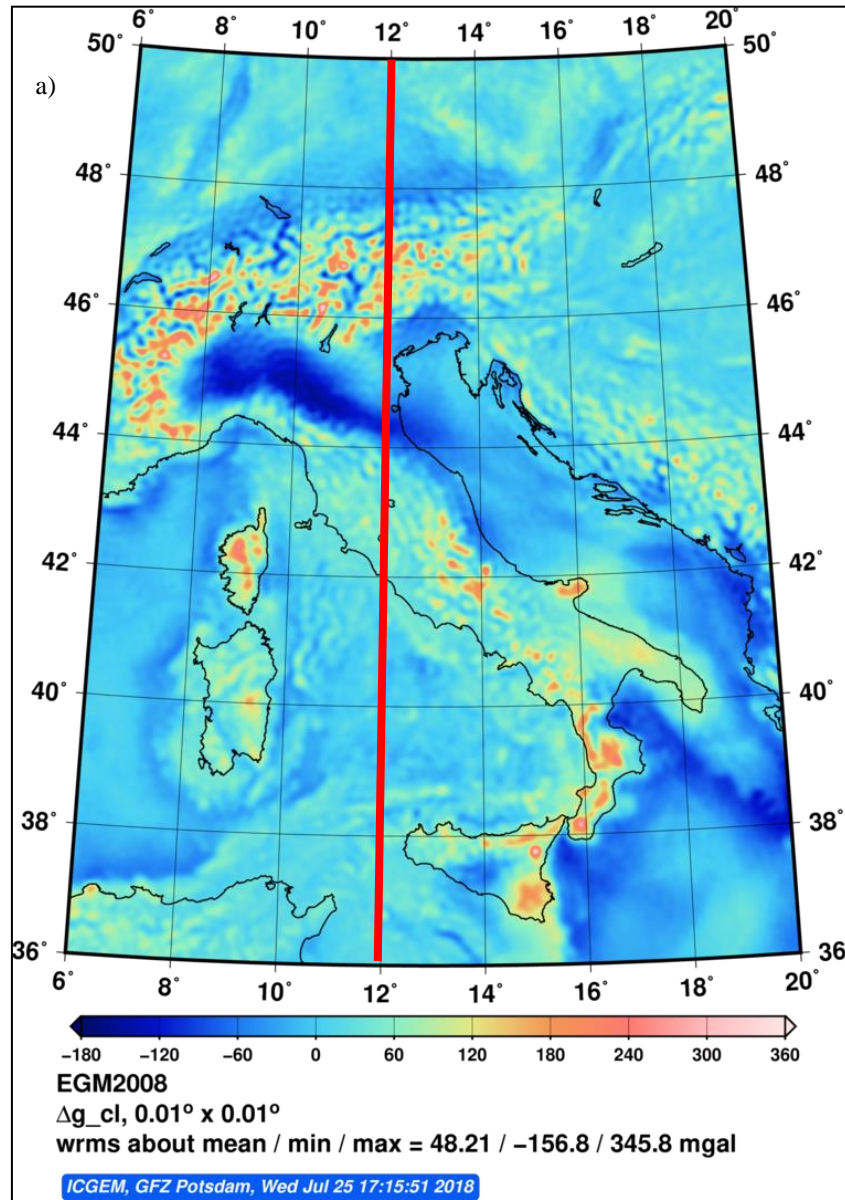 6° 8° 10° 12° 14° 16° 18° 20°
50° 50°
a)
48° 48°
46° 46°
44° 44°
42° 42°
40° 40°
38° 38°
36° 36°
6° 8° 10° 12° 14° 16° 18° 20°
−180 −120 −60 0 60 120 180 240 300 360
EGM2008
Δg_cl, 0.01° x 0.01°
wrms about mean / min / max = 48.21 / −156.8 / 345.8 mgal
ICGEM, GFZ Potsdam, Wed Jul 25 17:15:51 2018